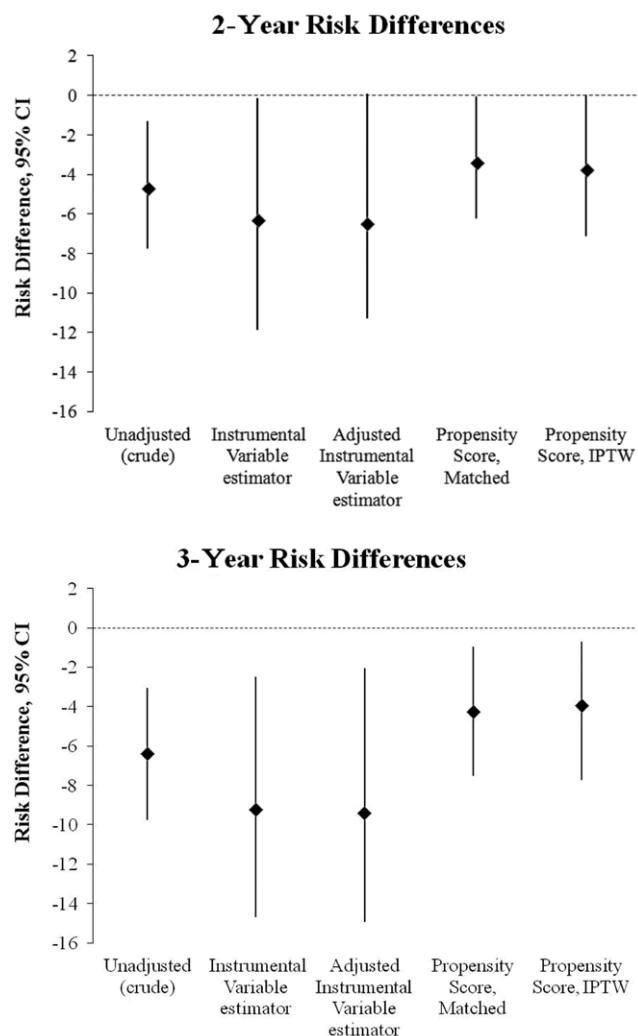 2-Year Risk Differences
Risk Difference, 95% CI
2
0
-2
-4
-6
-8
-10
-12
-14
-16
Unadjusted
(crude)
Instrumental
Variable
estimator
Adjusted
Instrumental
Variable
estimator
Propensity
Score,
Matched
Propensity
Score, IPTW
3-Year Risk Differences
Risk Difference, 95% CI
2
0
-2
-4
-6
-8
-10
-12
-14
-16
Unadjusted
(crude)
Instrumental
Variable
estimator
Adjusted
Instrumental
Variable
estimator
Propensity
Score,
Matched
Propensity
Score, IPTW